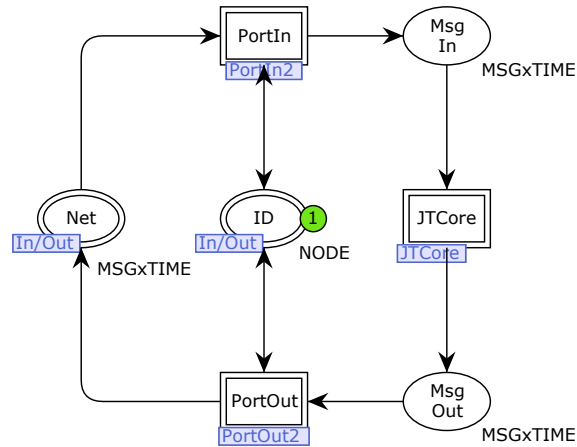 PortIn
PortIn2
Msg
In
MSGxTIME
Net
In/Out
MSGxTIME
ID
1
In/Out
NODE
JTCore
JTCore
PortOut
PortOut2
Msg
Out
MSGxTIME